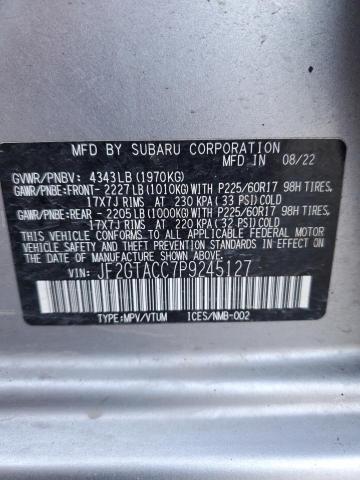 MFD BY SUBARU CORPORATION
MFD IN 08/22
GVWR/PNBV: 4343LB (1970KG)
GAWR/PNBE:FRONT- 2227LB (1010KG) WITH P225/60R17 98H TIRES,
17X7J RIMS AT 230 KPA (33 PSI) COLD
GAWR/PNBE:REAR - 2205LB (1000KG) WITH P225/60R17 98H TIRES,
17X7J RIMS AT 220 KPA (32 PSI) COLD
THIS VEHICLE CONFORMS TO ALL APPLICABLE FEDERAL MOTOR
VEHICLE SAFETY AND BUMPER STANDARDS IN EFFECT ON THE
DATE OF MANUFACTURE SHOWN ABOVE.
VIN: JF2GTACC7P9245127
TYPE:MPV/VTUM ICES/NMB-002